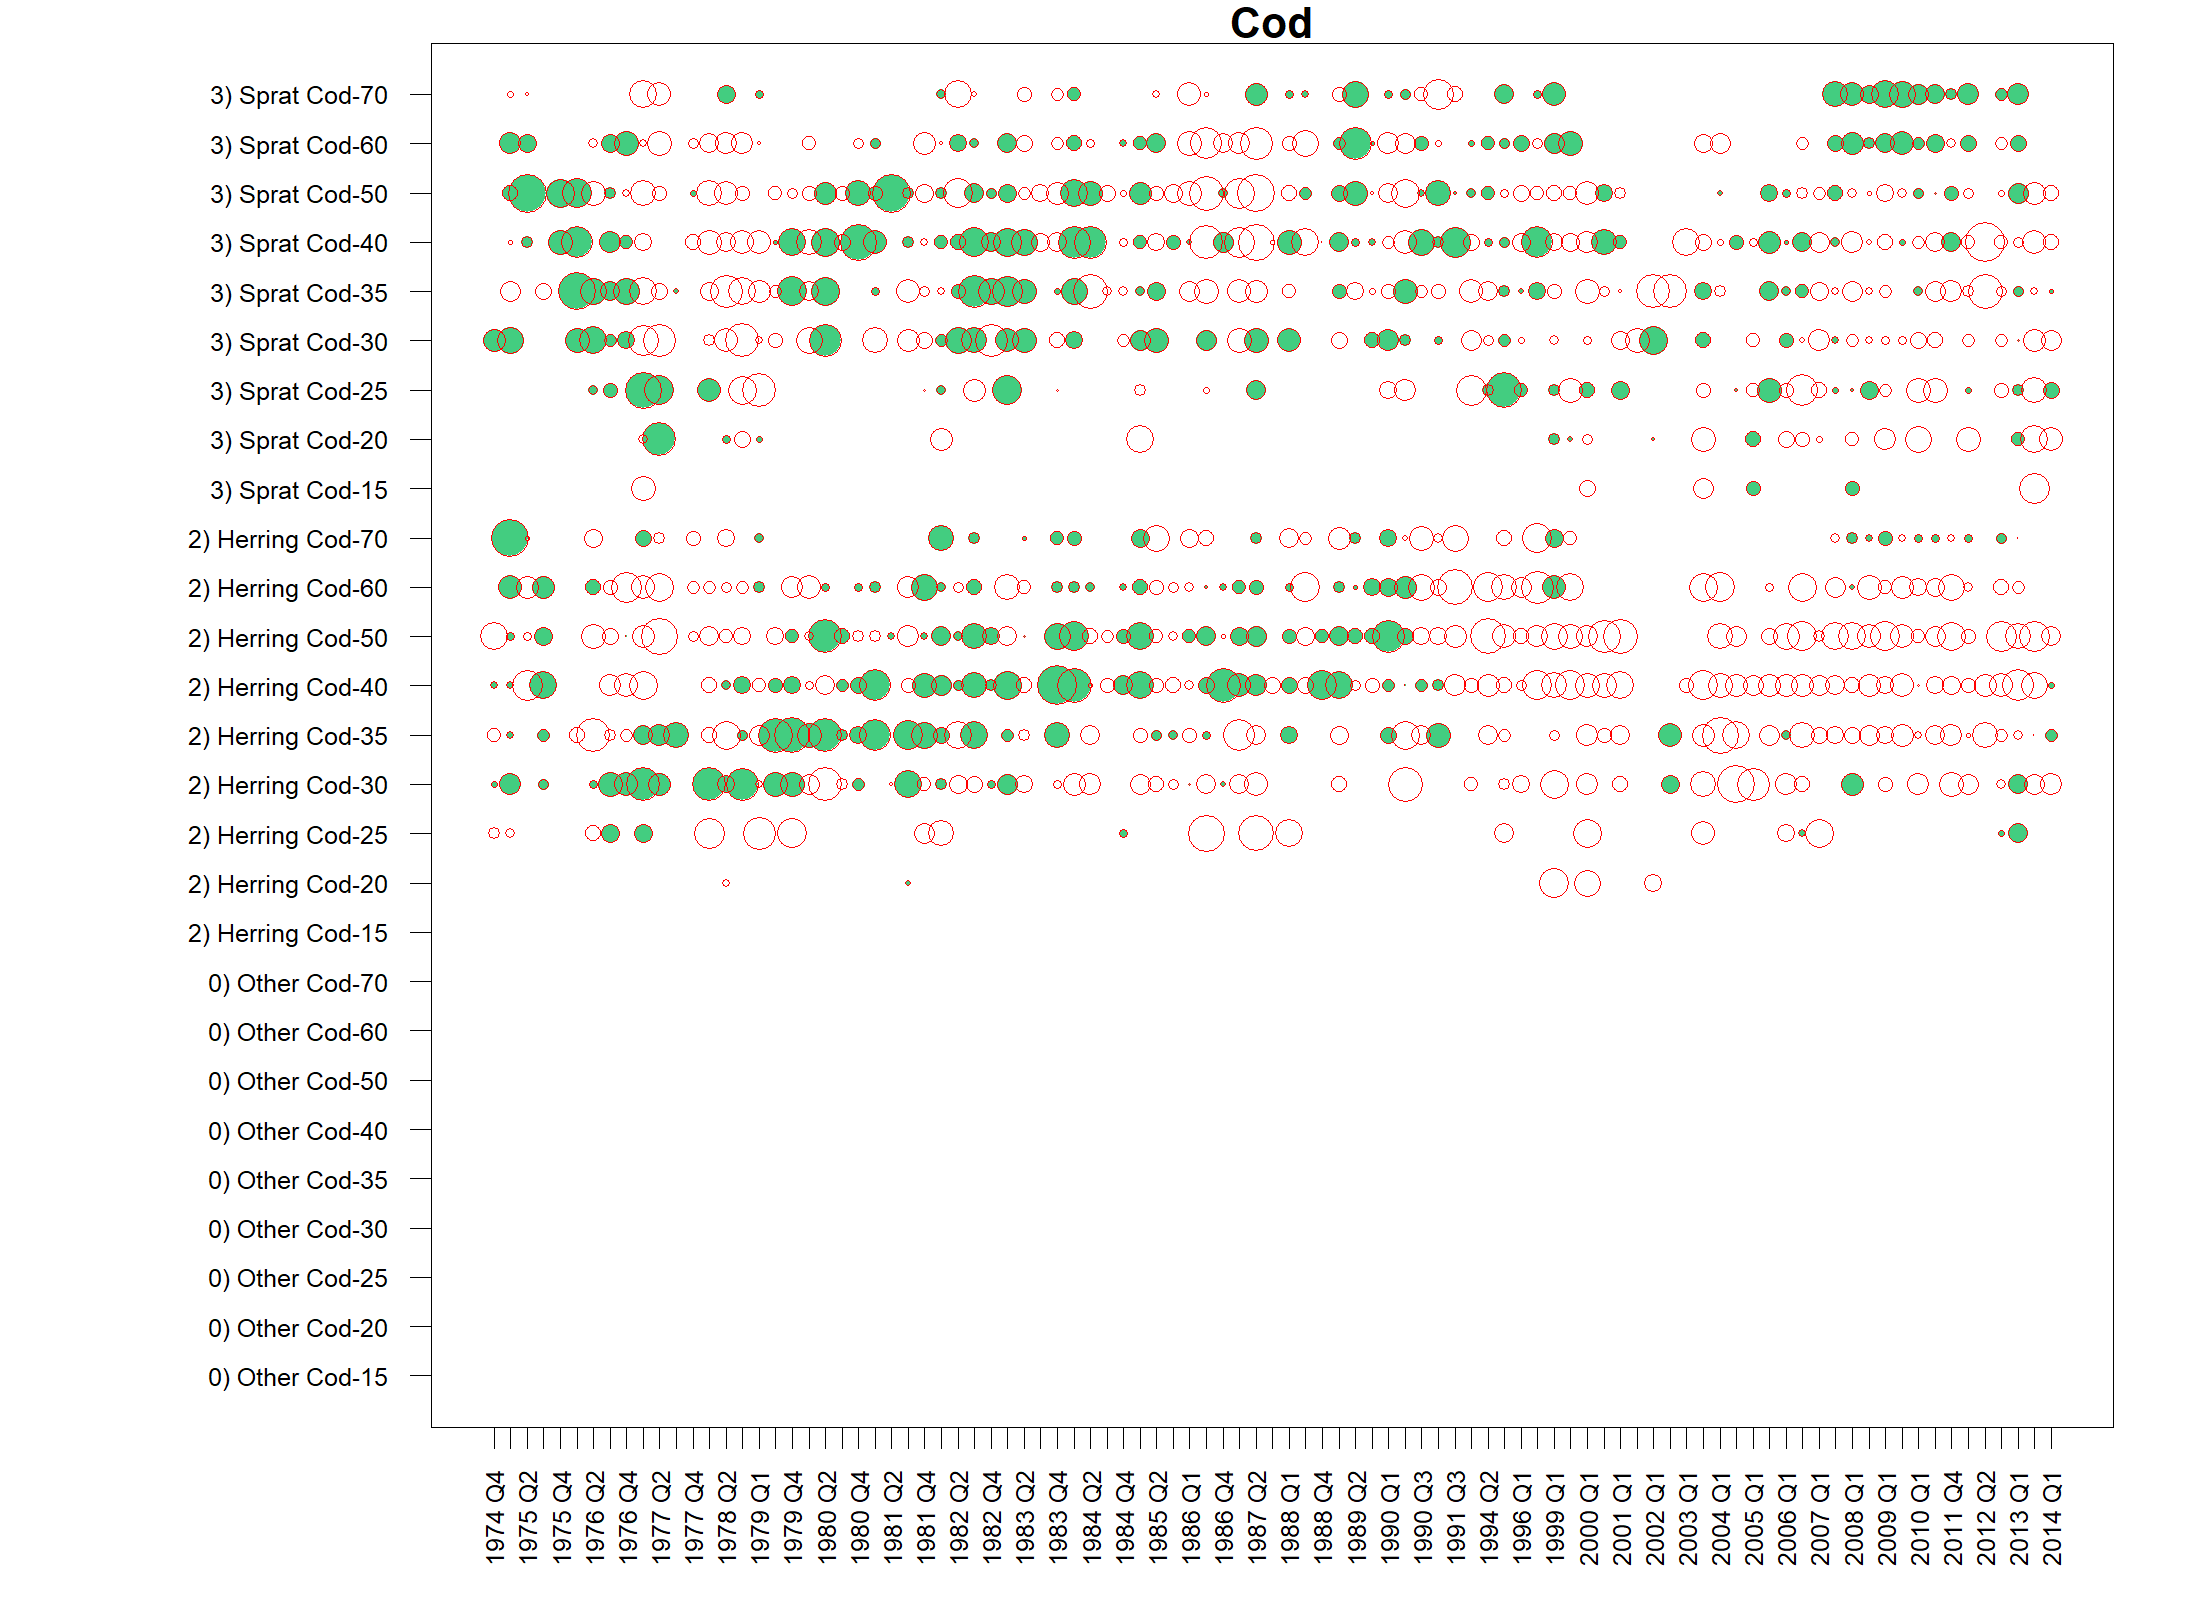 Cod
3) Sprat Cod-70
3) Sprat Cod-60
3) Sprat Cod-50
3) Sprat Cod-40
3) Sprat Cod-35
3) Sprat Cod-30
3) Sprat Cod-25
3) Sprat Cod-20
3) Sprat Cod-15
2) Herring Cod-70
2) Herring Cod-60
2) Herring Cod-50
2) Herring Cod-40
2) Herring Cod-35
2) Herring Cod-30
2) Herring Cod-25
2) Herring Cod-20
2) Herring Cod-15
0) Other Cod-70
0) Other Cod-60
0) Other Cod-50
0) Other Cod-40
0) Other Cod-35
0) Other Cod-30
0) Other Cod-25
0) Other Cod-20
0) Other Cod-15
1974 Q4
1975 Q2
1975 Q4
1976 Q2
1976 Q4
1977 Q2
1977 Q4
1978 Q2
1979 Q1
1979 Q4
1980 Q2
1980 Q4
1981 Q2
1981 Q4
1982 Q2
1982 Q4
1983 Q2
1983 Q4
1984 Q2
1984 Q4
1985 Q2
1986 Q1
1986 Q4
1987 Q2
1988 Q1
1988 Q4
1989 Q2
1990 Q1
1990 Q3
1991 Q3
1994 Q2
1996 Q1
1999 Q1
2000 Q1
2001 Q1
2002 Q1
2003 Q1
2004 Q1
2005 Q1
2006 Q1
2007 Q1
2008 Q1
2009 Q1
2010 Q1
2011 Q4
2012 Q2
2013 Q1
2014 Q1